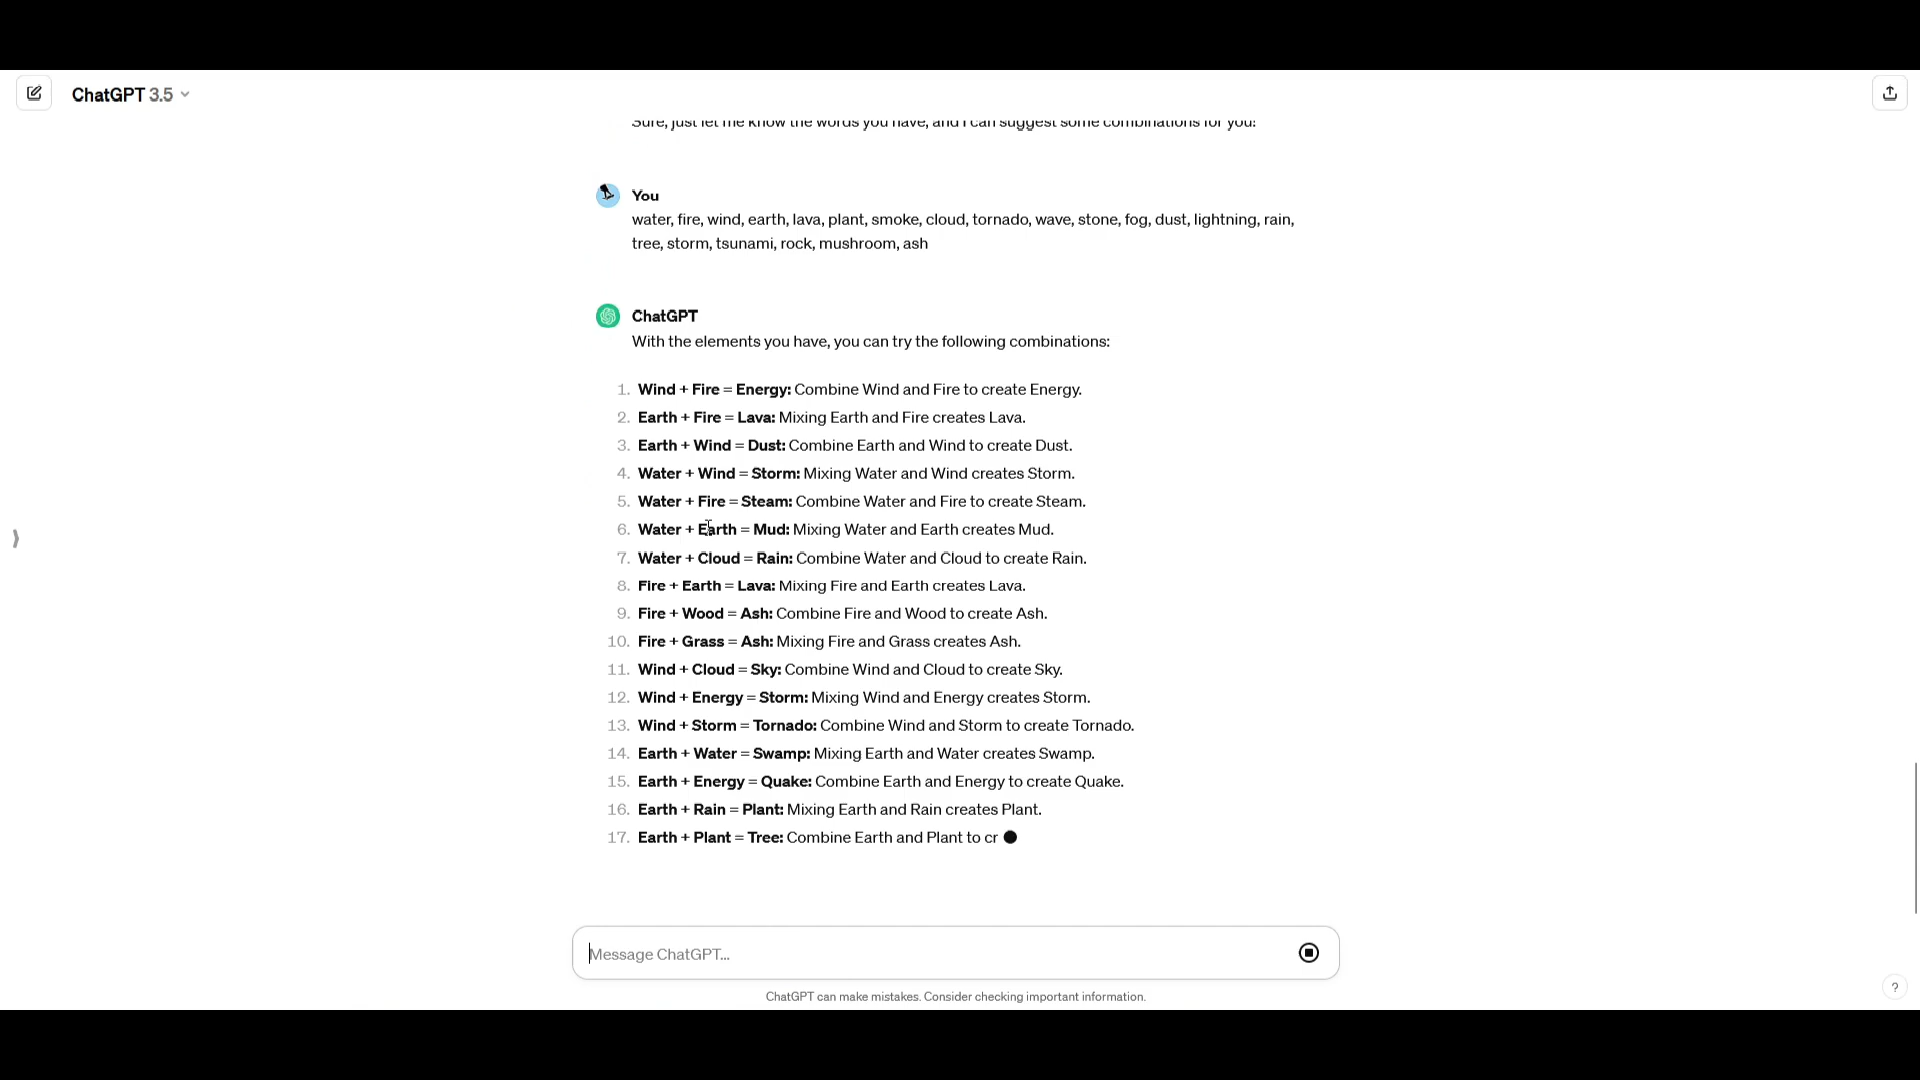 ChatGPT 3.5
Sure, just let me know the words you have, and I can suggest some combinations for you!
You
water, fire, wind, earth, lava, plant, smoke, cloud, tornado, wave, stone, fog, dust, lightning, rain,
tree, storm, tsunami, rock, mushroom, ash
ChatGPT
With the elements you have, you can try the following combinations:
1. Wind + Fire = Energy: Combine Wind and Fire to create Energy.
2. Earth + Fire = Lava: Mixing Earth and Fire creates Lava.
3. Earth + Wind = Dust: Combine Earth and Wind to create Dust.
4. Water + Wind = Storm: Mixing Water and Wind creates Storm.
5. Water + Fire = Steam: Combine Water and Fire to create Steam.
6. Water + Earth = Mud: Mixing Water and Earth creates Mud.
7. Water + Cloud = Rain: Combine Water and Cloud to create Rain.
8. Fire + Earth = Lava: Mixing Fire and Earth creates Lava.
9. Fire + Wood = Ash: Combine Fire and Wood to create Ash.
10. Fire + Grass = Ash: Mixing Fire and Grass creates Ash.
11. Wind + Cloud = Sky: Combine Wind and Cloud to create Sky.
12. Wind + Energy = Storm: Mixing Wind and Energy creates Storm.
13. Wind + Storm = Tornado: Combine Wind and Storm to create Tornado.
14. Earth + Water = Swamp: Mixing Earth and Water creates Swamp.
15. Earth + Energy = Quake: Combine Earth and Energy to create Quake.
16. Earth + Rain = Plant: Mixing Earth and Rain creates Plant.
17. Earth + Plant = Tree: Combine Earth and Plant to cr
Message ChatGPT...
ChatGPT can make mistakes. Consider checking important information.
?